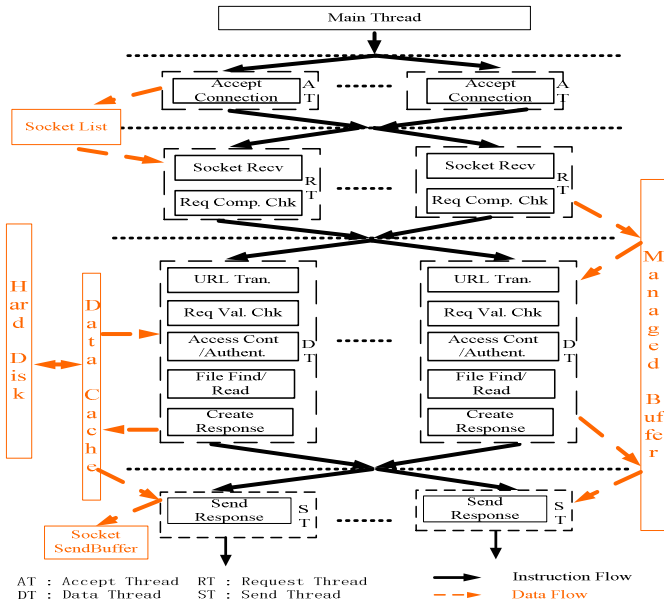 Main Thread
Accept
Connection
AT
Accept
Connection
AT
Socket List
Socket Recv
Req Comp. Chk
RT
Socket Recv
Req Comp. Chk
RT
Hard Disk
Data Cache
URL Tran.
Req Val. Chk
Access Cont
/Authent.
File Find/
Read
Create
Response
DT
URL Tran.
Req Val. Chk
Access Cont
/Authent.
File Find/
Read
Create
Response
DT
Managed Buffer
Send
Response
ST
Send
Response
ST
Socket
SendBuffer
AT : Accept Thread RT : Request Thread
DT : Data Thread ST : Send Thread
Instruction Flow
Data Flow